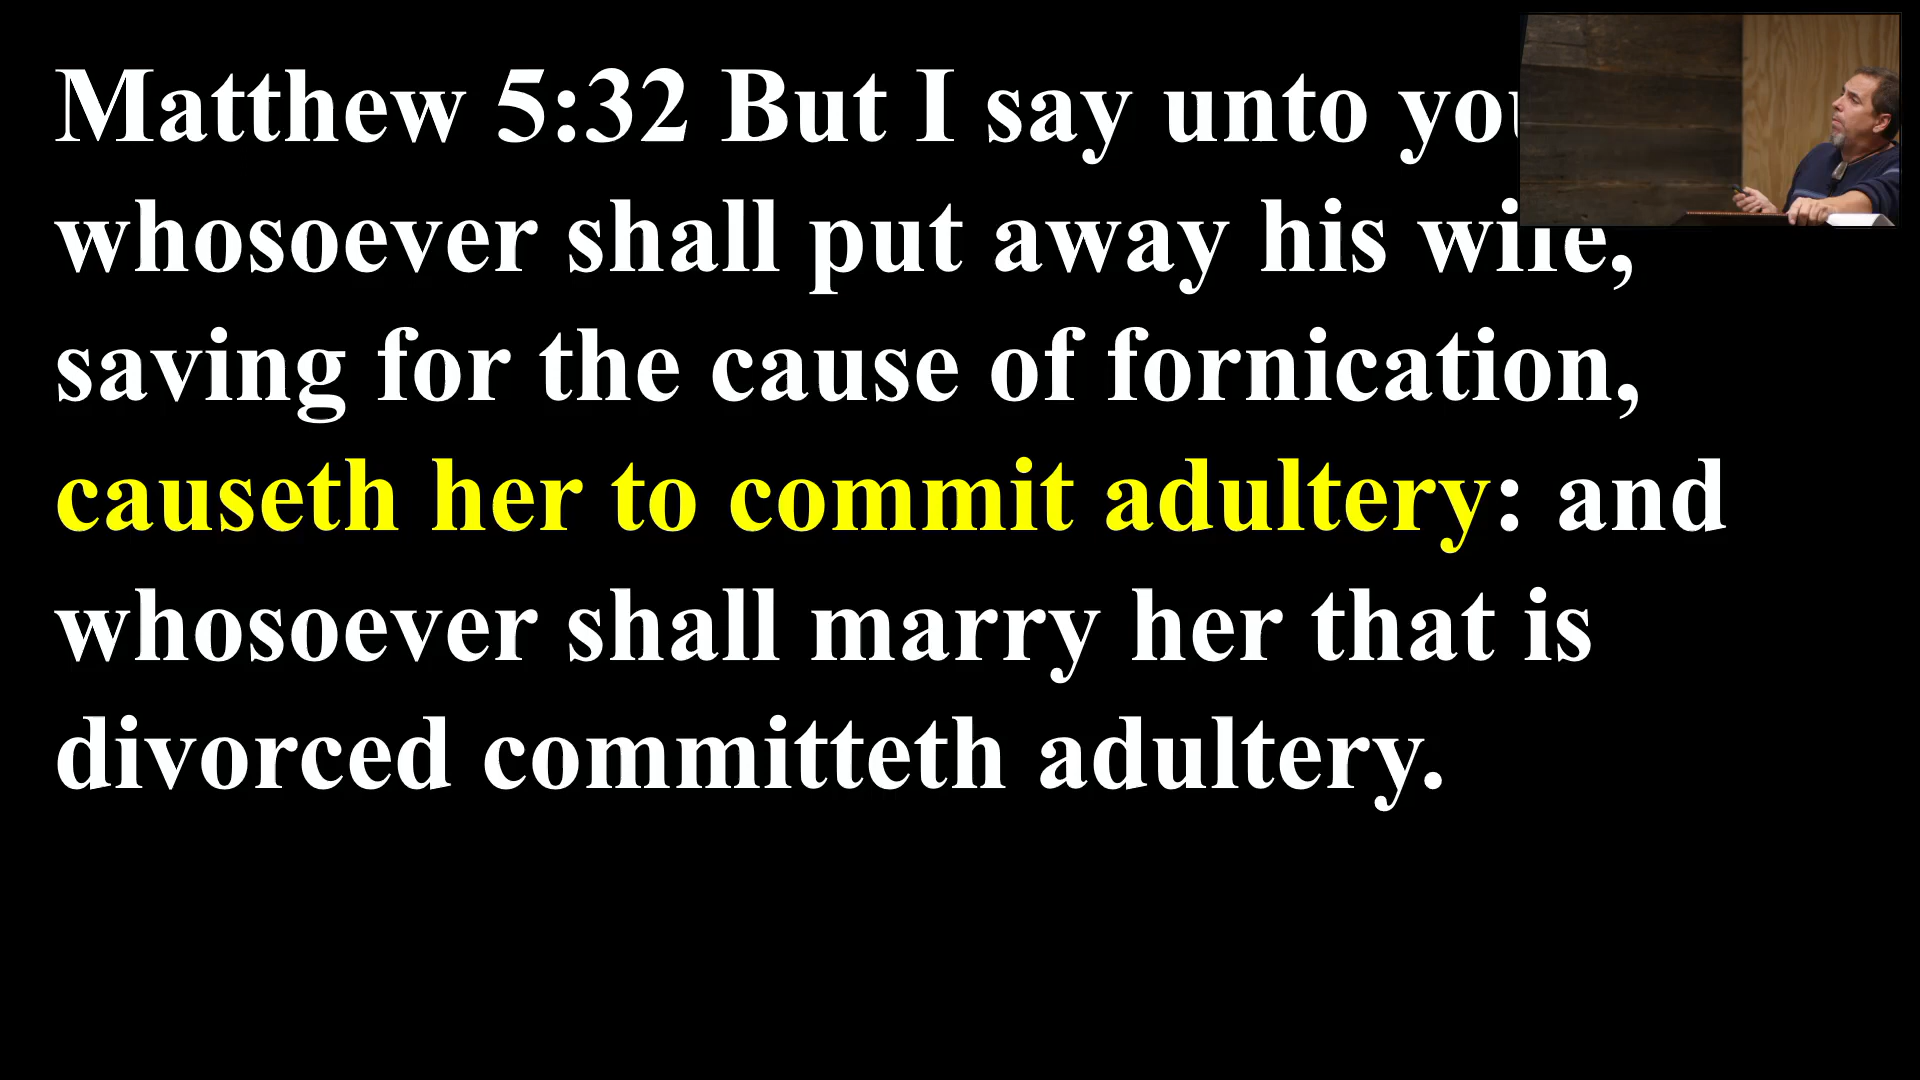 Matthew 5:32 But I say unto
whosoever shall put away his wife,
saving for the cause of fornication,
causeth her to commit adultery: and
whosoever shall marry her that is
divorced committeth adultery.